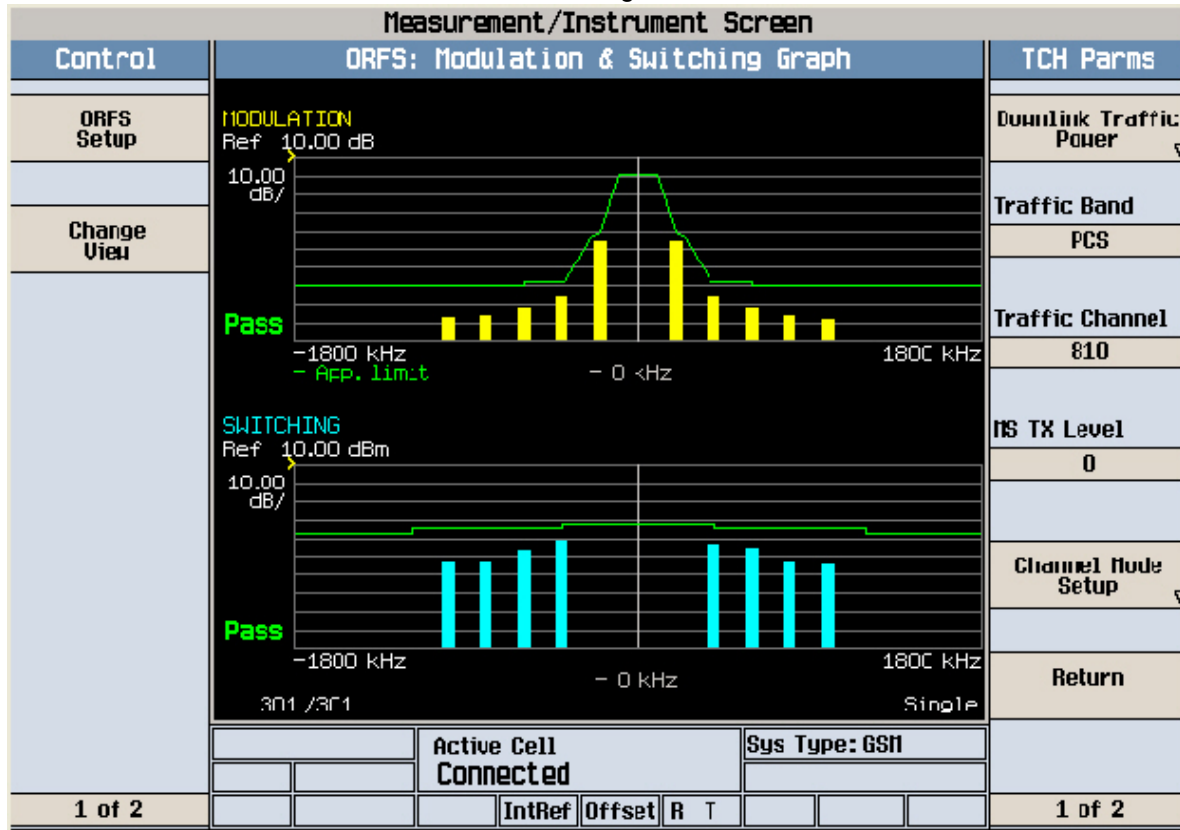 Measurement/Instrument Screen
Control
ORFS: Modulation & Switching Graph
TCH Parms
ORFS
Setup
Change
View
1 of 2
MODULATION
Ref 10.00 dB
10.00
dB/
Pass
-1800 kHz
1800 kHz
- App. limit
- 0 kHz
SWITCHING
Ref 10.00 dBm
10.00
dB/
Pass
-1800 kHz
1800 kHz
- 0 kHz
301 /301
Single
Active Cell
Connected
Sys Type: GSM
IntRef
Offset
R T
Downlink Traffic
Power
Traffic Band
PCS
Traffic Channel
810
MS TX Level
0
Channel Mode
Setup
Return
1 of 2